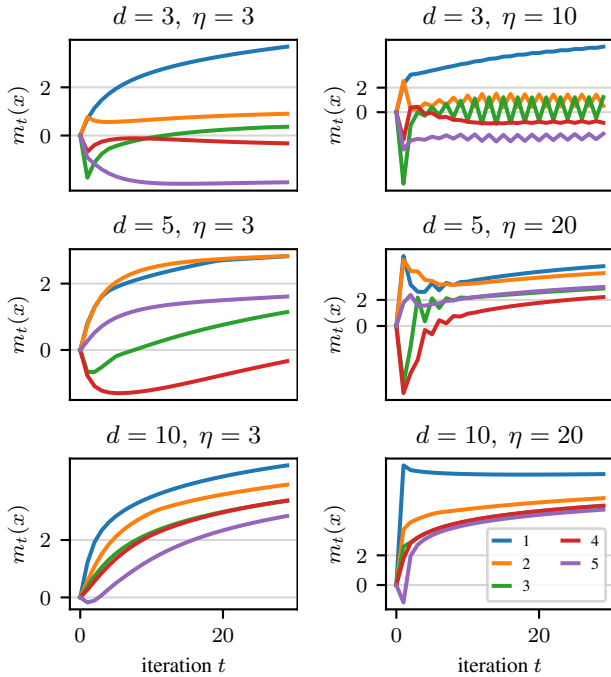 d = 3, η = 3
d = 3, η = 10
m_t(x)
2
0
m_t(x)
2
0
d = 5, η = 3
d = 5, η = 20
m_t(x)
2
0
m_t(x)
2
0
d = 10, η = 3
d = 10, η = 20
m_t(x)
2
0
m_t(x)
2
0
1
2
3
4
5
0
20
0
20
iteration t
iteration t